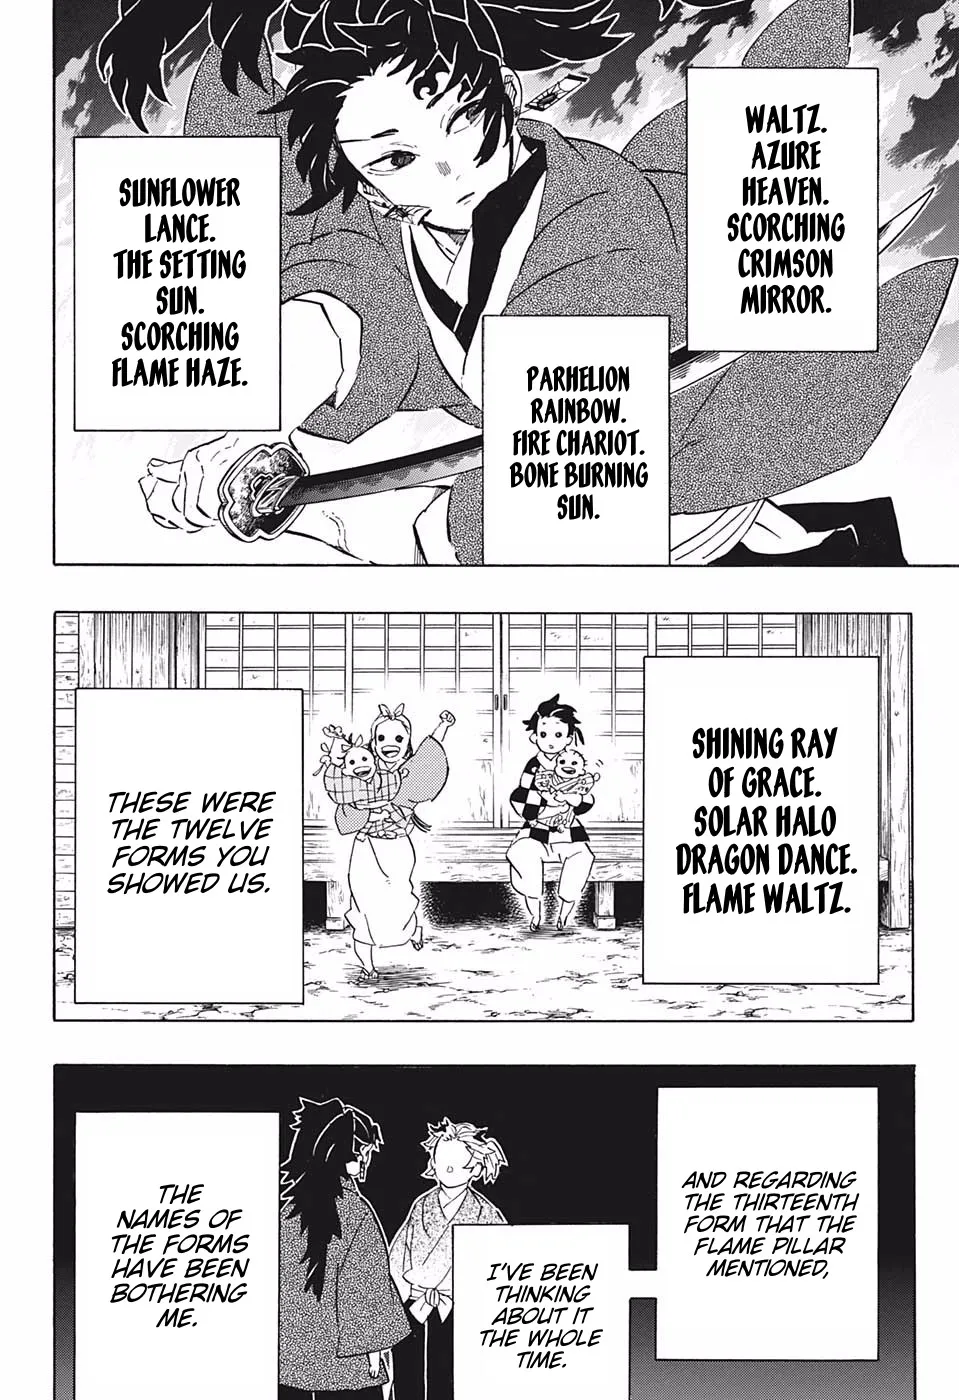 WALTZ.
AZURE
HEAVEN.
SCORCHING
CRIMSON
MIRROR.
PARHELION
RAINBOW.
FIRE CHARIOT.
BONE BURNING
SUN.
SUNFLOWER
LANCE.
THE SETTING
SUN.
SCORCHING
FLAME HAZE.
SHINING RAY
OF GRACE.
SOLAR HALO
DRAGON DANCE.
FLAME WALTZ.
THESE WERE
THE TWELVE
FORMS YOU
SHOWED US.
AND REGARDING
THE THIRTEENTH
FORM THAT THE
FLAME PILLAR
MENTIONED,
I'VE BEEN
THINKING
ABOUT IT
THE WHOLE
TIME.
THE
NAMES OF
THE FORMS
HAVE BEEN
BOTHERING
ME.